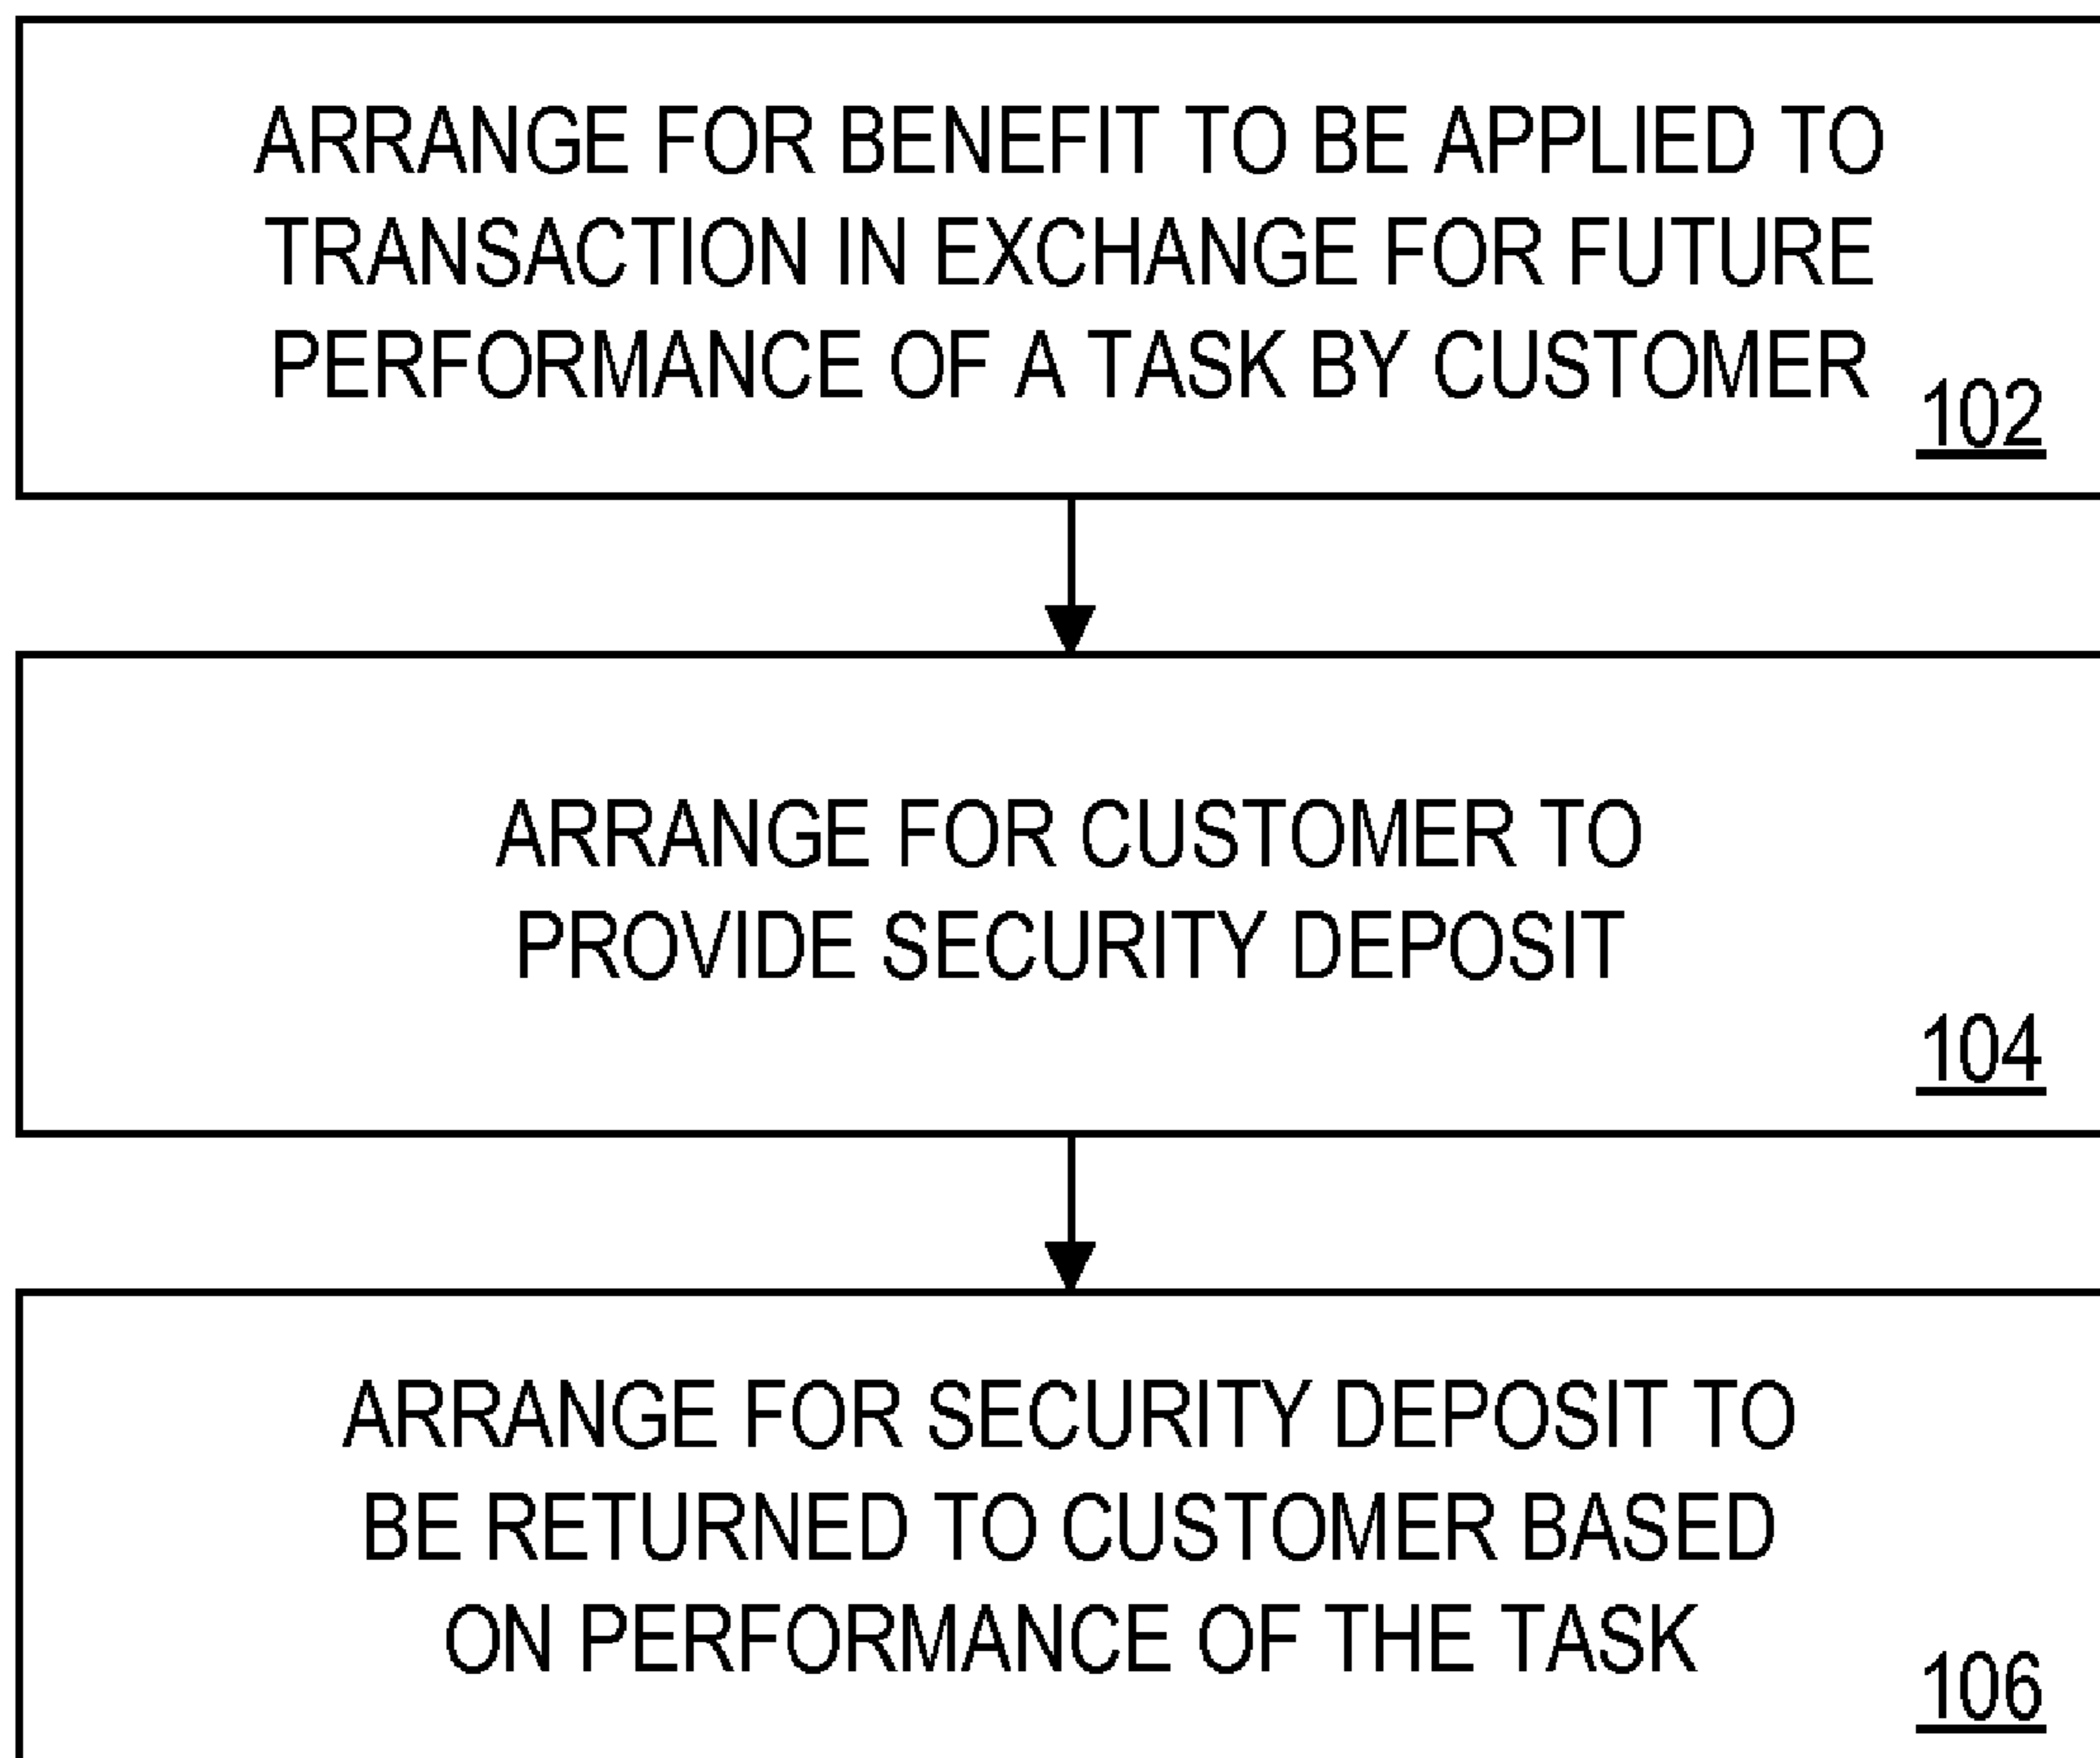 ARRANGE FOR BENEFIT TO BE APPLIED TO
TRANSACTION IN EXCHANGE FOR FUTURE
PERFORMANCE OF A TASK BY CUSTOMER
102
ARRANGE FOR CUSTOMER TO
PROVIDE SECURITY DEPOSIT
104
ARRANGE FOR SECURITY DEPOSIT TO
BE RETURNED TO CUSTOMER BASED
ON PERFORMANCE OF THE TASK
106